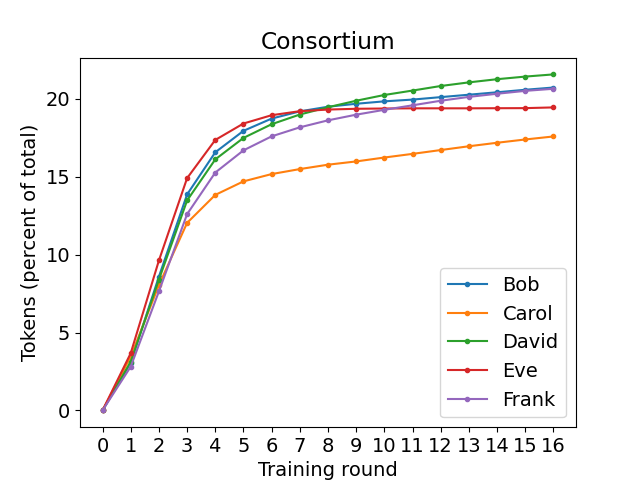 Consortium
Tokens (percent of total)
20
15
10
5
0
Bob
Carol
David
Eve
Frank
0 1 2 3 4 5 6 7 8 9 10 11 12 13 14 15 16
Training round